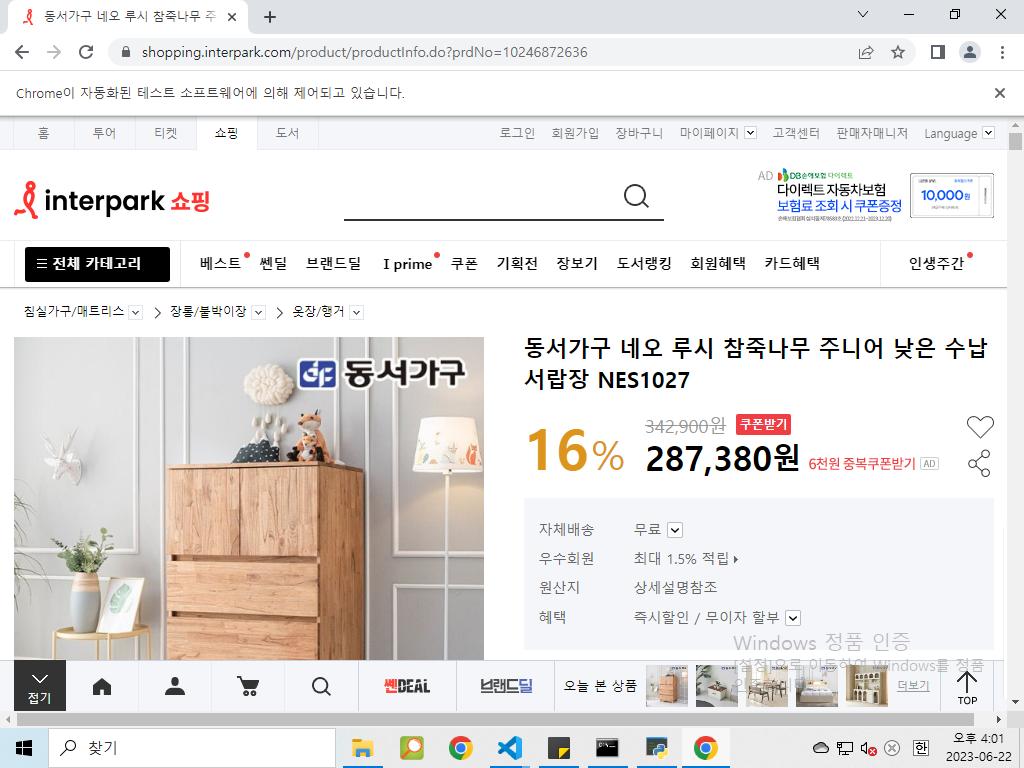 동서가구 네오 루시 참죽나무 주
shopping.interpark.com/product/productInfo.do?prdNo=10246872636
Chrome이 자동화된 테스트 소프트웨어에 의해 제어되고 있습니다.
홈 투어 티켓 쇼핑 도서 로그인 회원가입 장바구니 마이페이지 고객센터 판매자매니저 Language
interpark 쇼핑
AD DB손해보험 다이렉트
다이렉트 자동차보험
보험료 조회 시 쿠폰증정
10,000원
전체 카테고리 베스트 쎈딜 브랜드딜 I prime 쿠폰 기획전 장보기 도서랭킹 회원혜택 카드혜택 인생주간
침실가구/매트리스 장롱/붙박이장 옷장/행거
동서가구
동서가구 네오 루시 참죽나무 주니어 낮은 수납
서랍장 NES1027
16% 342,900원 쿠폰받기
287,380원 6천원 중복쿠폰받기 AD
자체배송 무료
우수회원 최대 1.5% 적립
원산지 상세설명참조
혜택 즉시할인 / 무이자 할부
Windows 정품 인증
[설정]으로 이동하여 Windows를 정품
접기 쎈DEAL 브랜드딜 오늘 본 상품 더보기 TOP
찾기
한
오후 4:01
2023-06-22